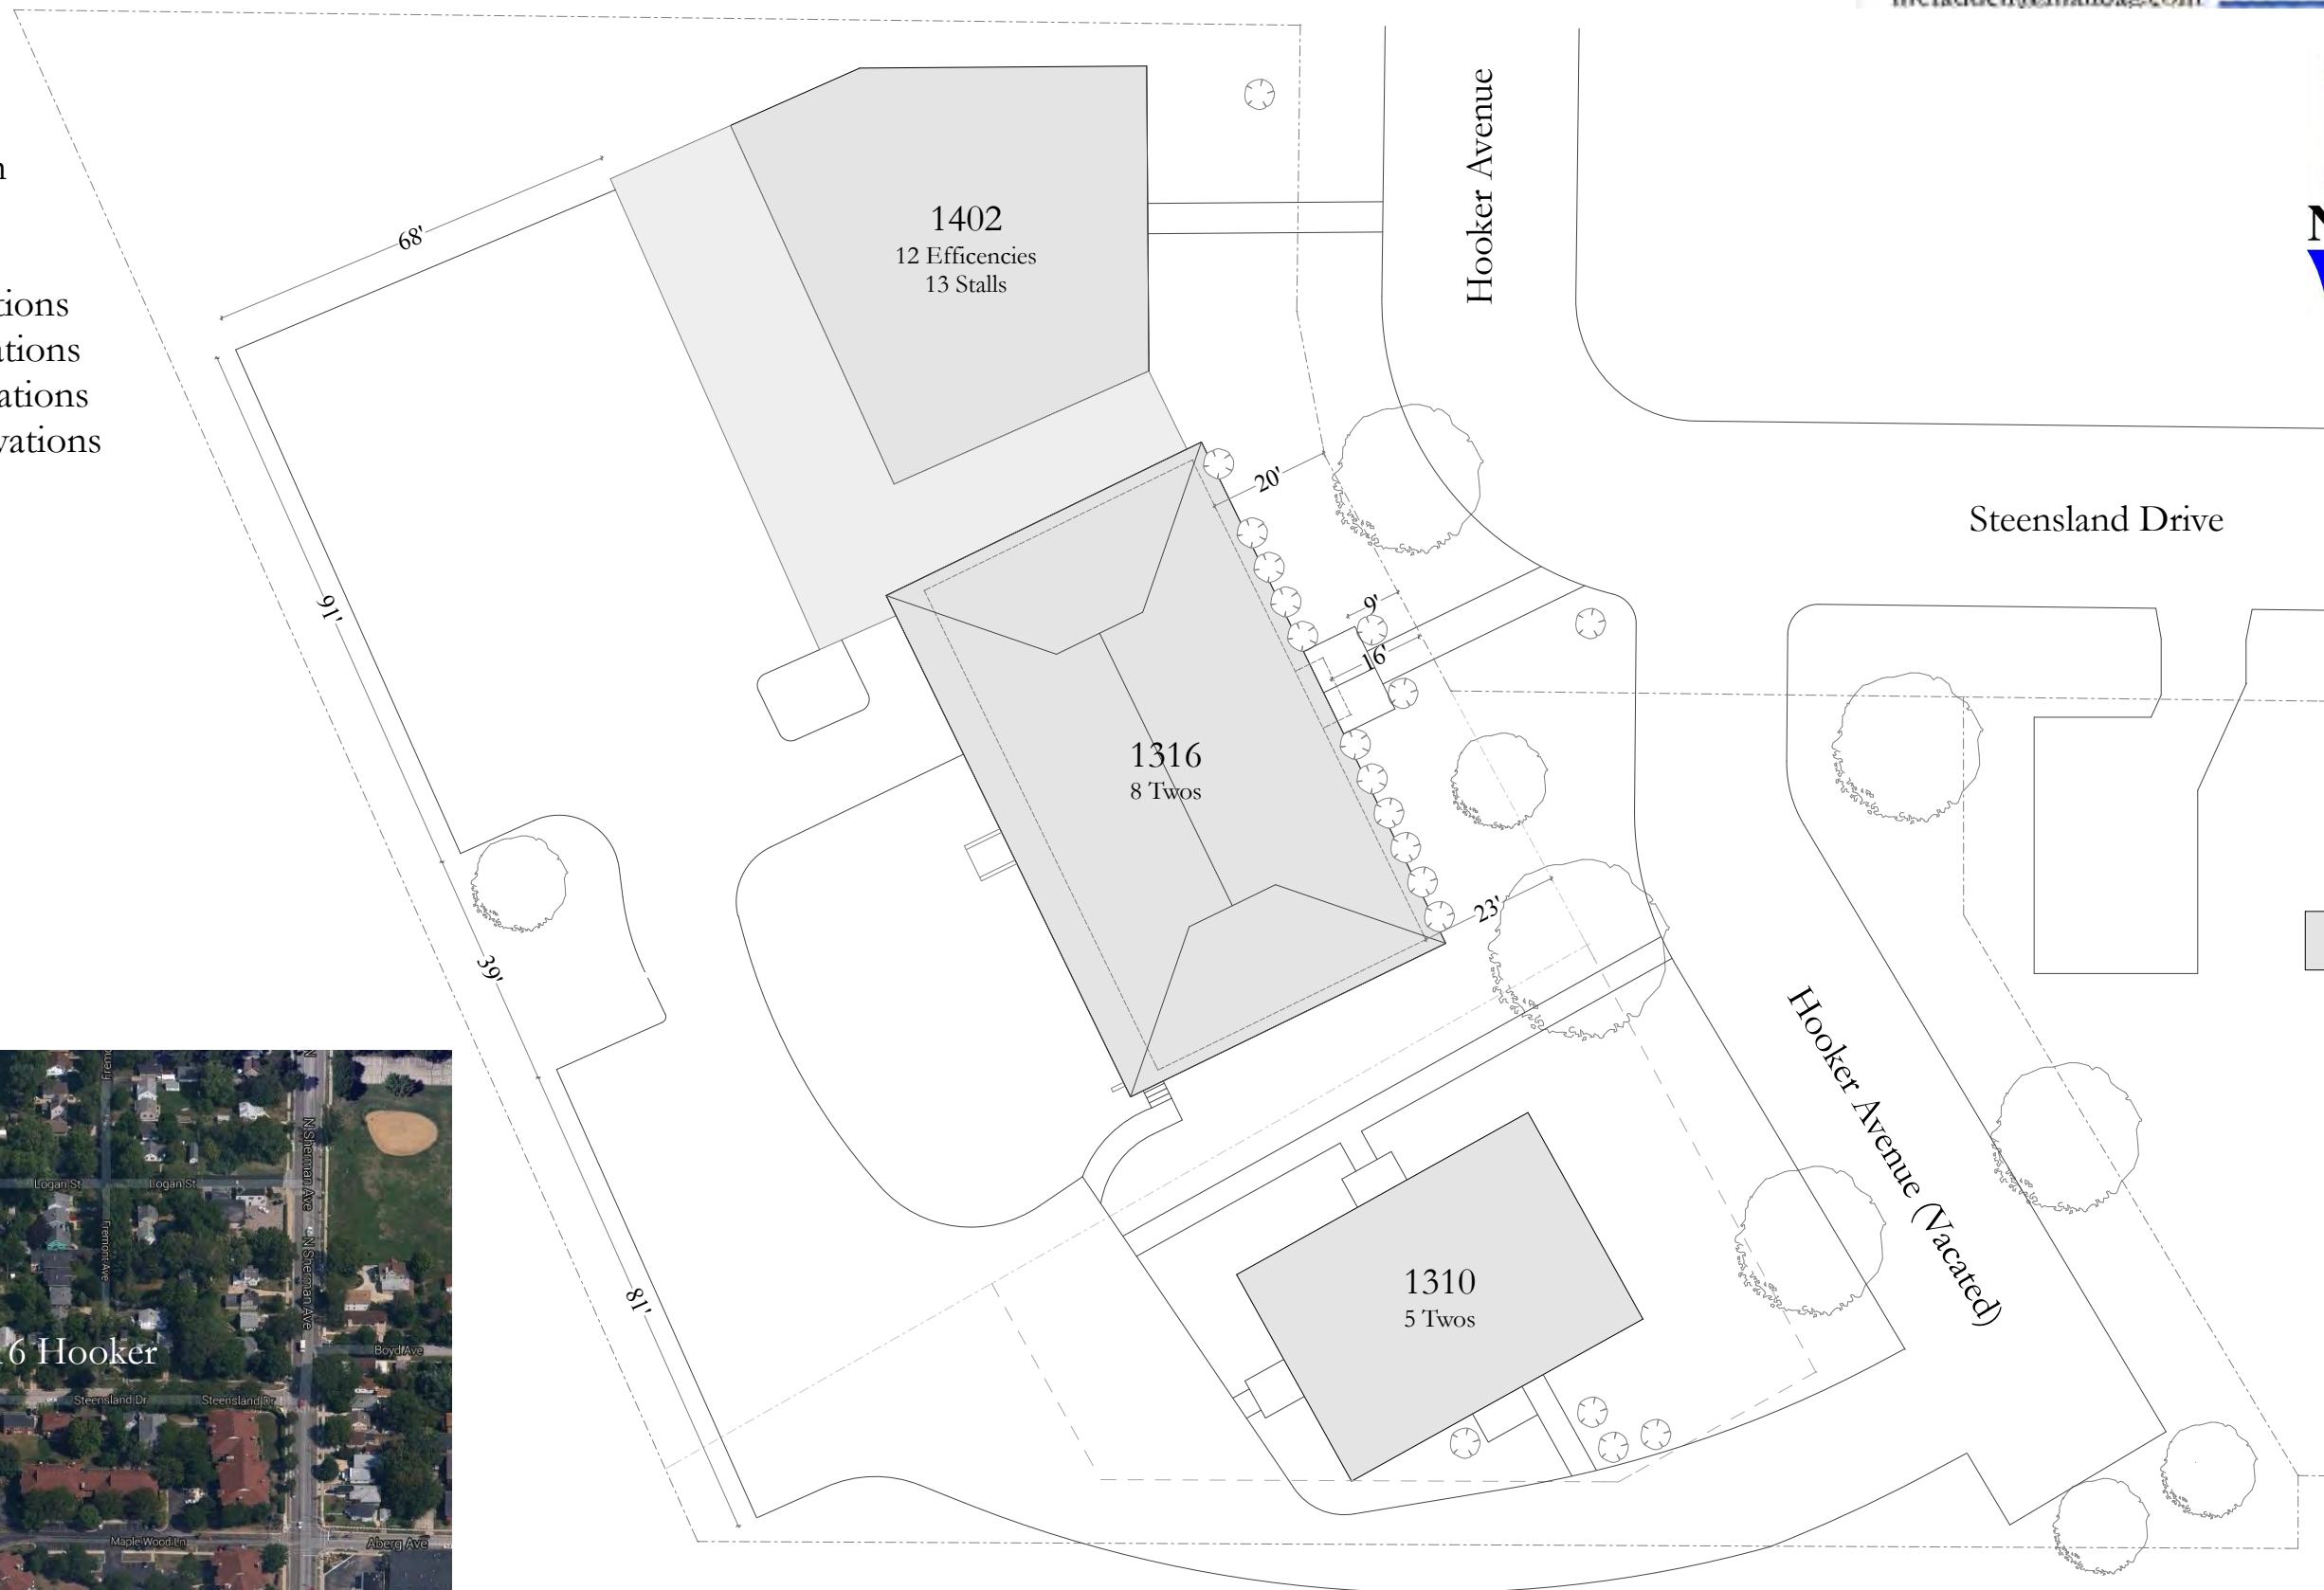 tions
vations
1402
12 Efficencies
13 Stalls
Hooker Avenue
68'
20'
Steensland Drive
91'
9'
16'
1316
8 Twos
23'
39'
Hooker Avenue (Vacated)
1310
5 Twos
81'
6 Hooker
Logan St
Logan St
Fremont Ave
N Sherman Ave
N Sherman Ave
Boyd Ave
Steensland Dr
Steensland Dr
Maple Wood Ln
Aberg Ave